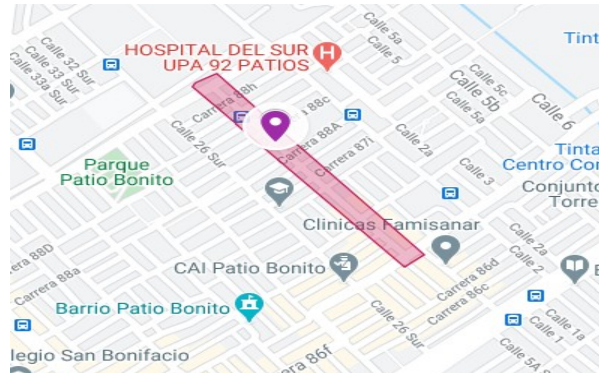 Calle 5a
Tint
Calle 32 Sur
HOSPITAL DEL SUR
UPA 92 PATIOS
Calle 5
Calle 33 Sur
Calle 33a Sur
Calle 5c
Calle 5b
Carrera 88h
Calle 6
Carrera 88c
Carrera 88A
Calle 26 Sur
Calle 2a
Carrera 87i
Tinta
Centro Co
Parque
Patio Bonito
Calle 3
Conjunto
Torre
Clinicas Famisanar
Calle 2a
Carrera 88D
CAI Patio Bonito
Carrera 86d
Calle 2
E
Carrera 88a
Carrera 86c
Barrio Patio Bonito
Calle 26 Sur
Calle 1a
Calle 1
legio San Bonifacio
era 86f
Calle 5A S